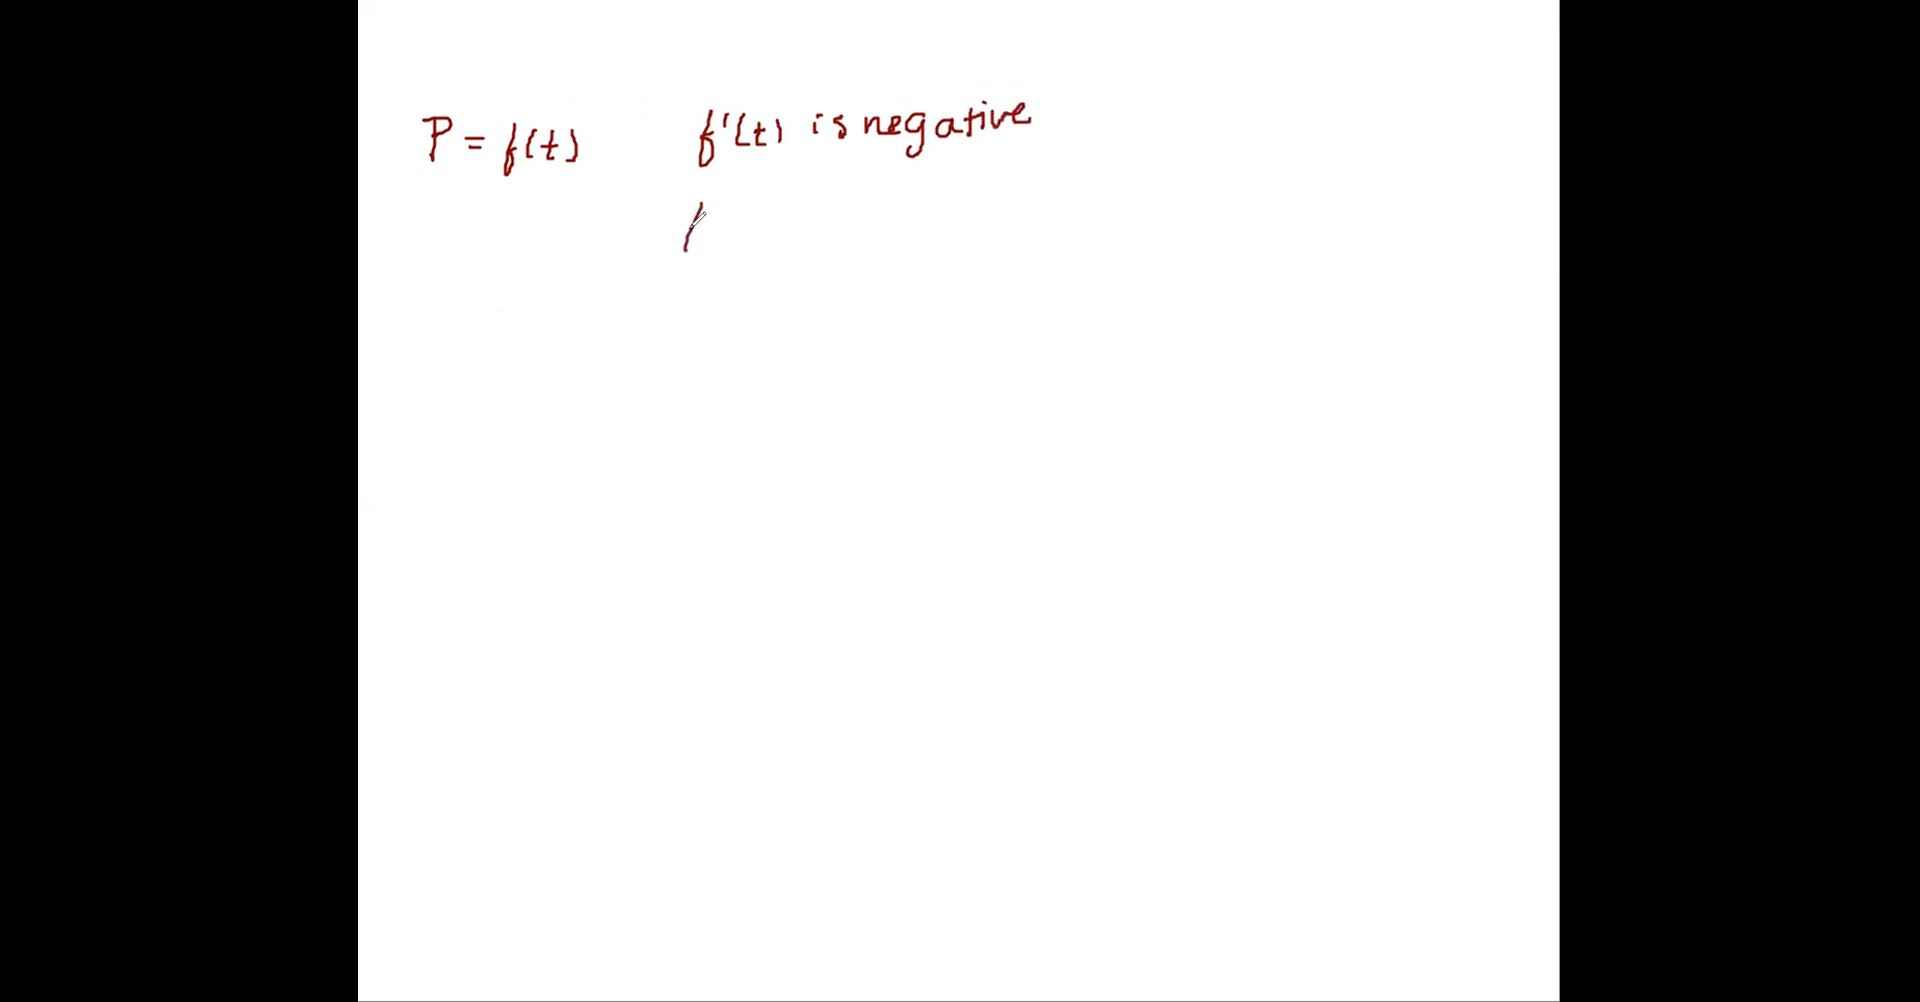 P = f(t) f'(t) is negative